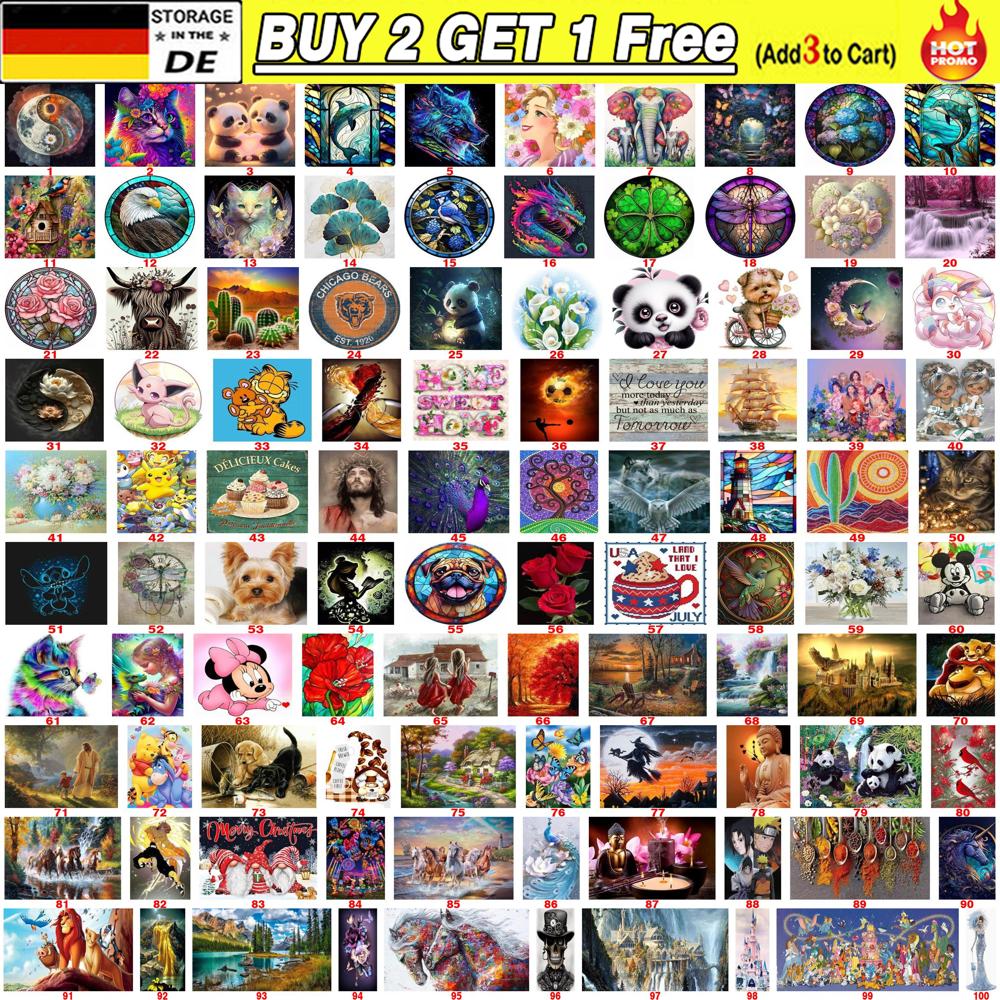 STORAGE
IN THE
DE
BUY 2 GET 1 Free
(Add 3 to Cart)
HOT
PROMO
1 2 3 4 5 6 7 8 9 10
11 12 13 14 15 16 17 18 19 20
CHICAGO BEARS
EST. 1920
21 22 23 24 25 26 27 28 29 30
HOME
SWEET
HOME
I love you
more today
than yesterday
but not as much as
Tomorrow
31 32 33 34 35 36 37 38 39 40
DÉLICIEUX Cakes
41 42 43 44 45 46 47 48 49 50
USA
LAND
THAT I
LOVE
JULY
51 52 53 54 55 56 57 58 59 60
61 62 63 64 65 66 67 68 69 70
71 72 73 74 75 76 77 78 79 80
Merry Christmas
81 82 83 84 85 86 87 88 89 90
91 92 93 94 95 96 97 98 99 100